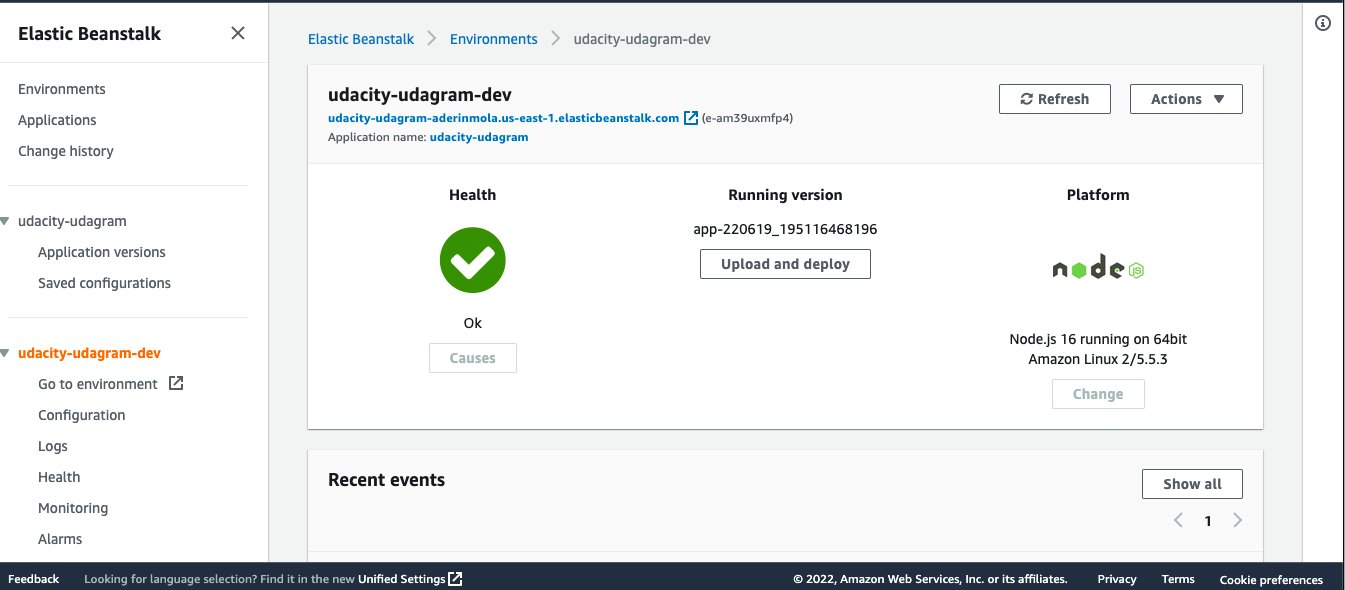 Elastic Beanstalk
Environments
Applications
Change history
udacity-udagram
Application versions
Saved configurations
udacity-udagram-dev
Go to environment
Configuration
Logs
Health
Monitoring
Alarms
Elastic Beanstalk > Environments > udacity-udagram-dev
udacity-udagram-dev
udacity-udagram-aderinmola.us-east-1.elasticbeanstalk.com (e-am39uxmfp4)
Application name: udacity-udagram
Refresh
Actions
Health
Ok
Causes
Running version
app-220619_195116468196
Upload and deploy
Platform
node JS
Node.js 16 running on 64bit
Amazon Linux 2/5.5.3
Change
Recent events
Show all
1
Feedback
Looking for language selection? Find it in the new Unified Settings
© 2022, Amazon Web Services, Inc. or its affiliates.
Privacy
Terms
Cookie preferences